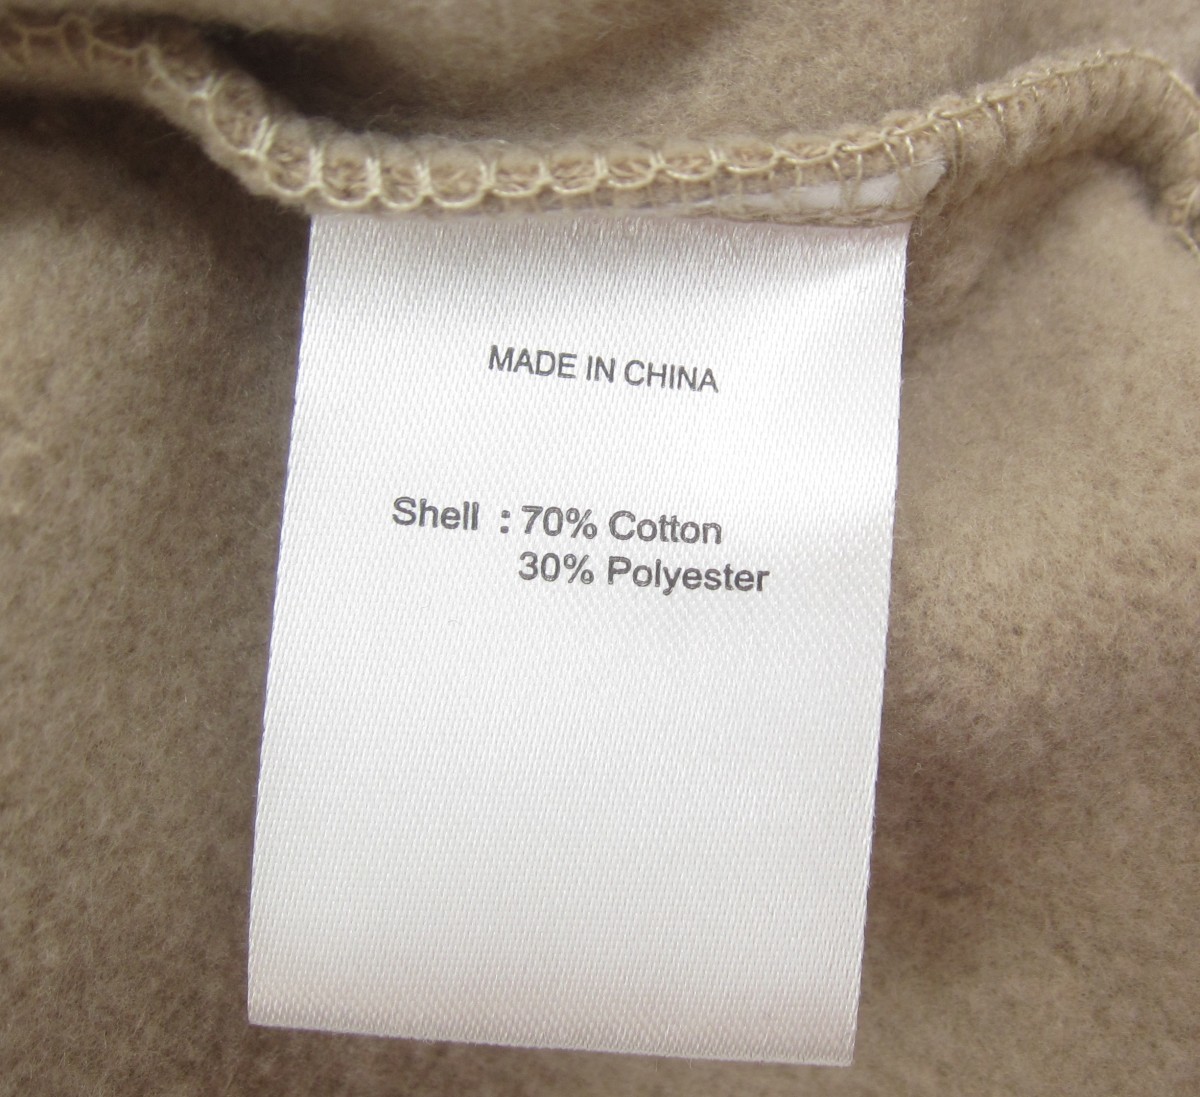 MADE IN CHINA
Shell : 70% Cotton
30% Polyester